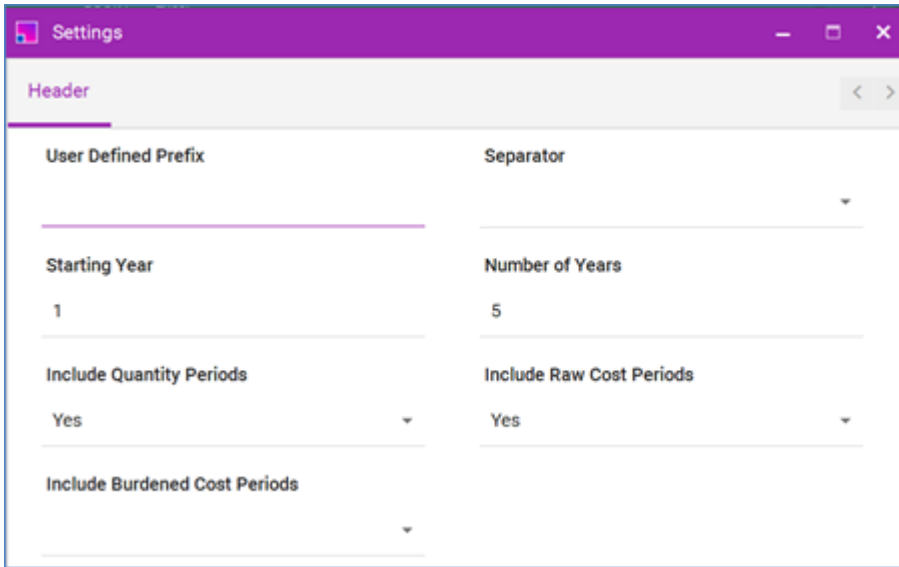 Settings
Header
User Defined Prefix
Separator
Starting Year
Number of Years
1
5
Include Quantity Periods
Include Raw Cost Periods
Yes
Yes
Include Burdened Cost Periods